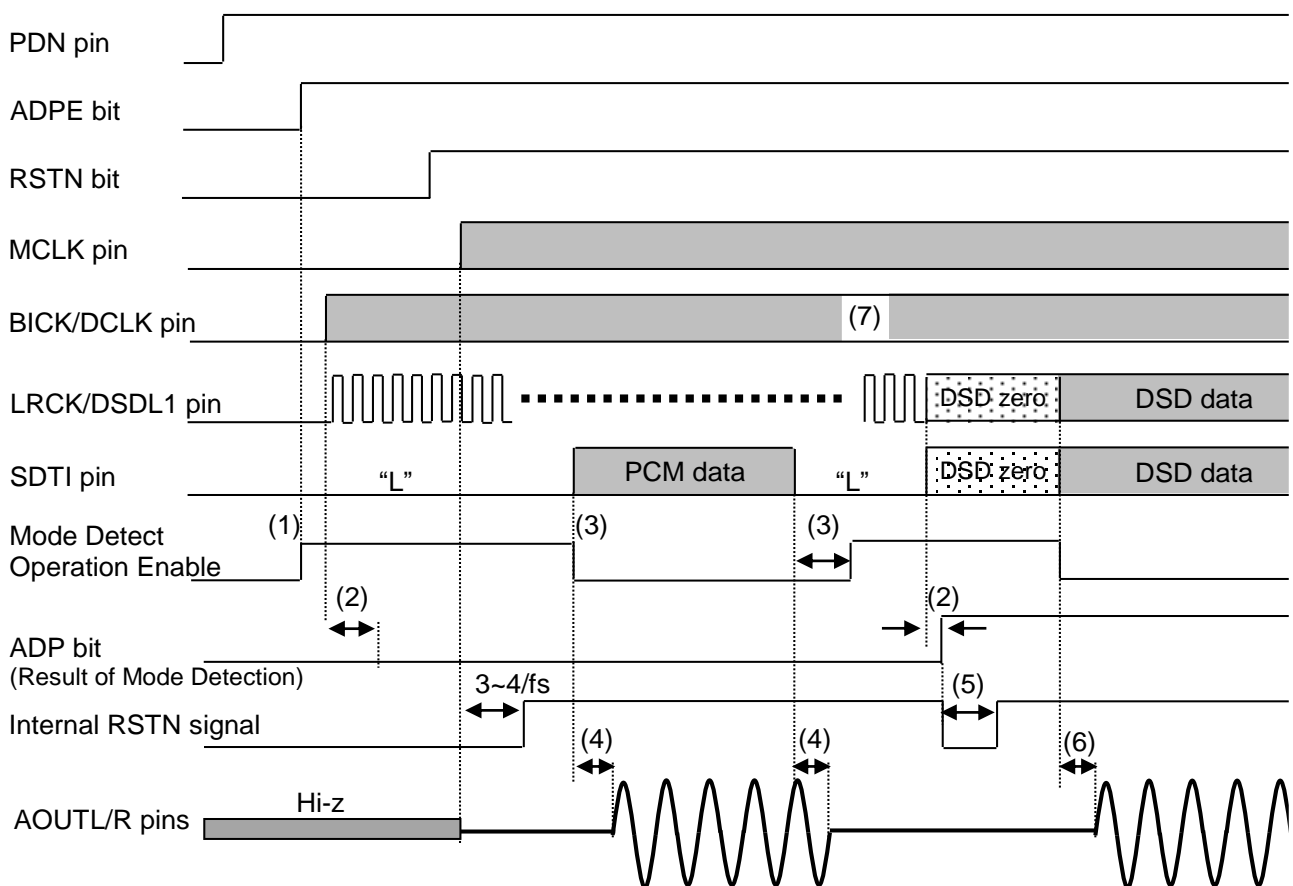 PDN pin
ADPE bit
RSTN bit
MCLK pin
BICK/DCLK pin
(7)
LRCK/DSDL1 pin
DSD zero
DSD data
SDTI pin
“L”
PCM data
“L”
DSD zero
DSD data
Mode Detect
Operation Enable
(1)
(3)
(3)
(2)
(2)
ADP bit
(Result of Mode Detection)
3~4/fs
(5)
Internal RSTN signal
(4)
(4)
(6)
Hi-z
AOUTL/R pins